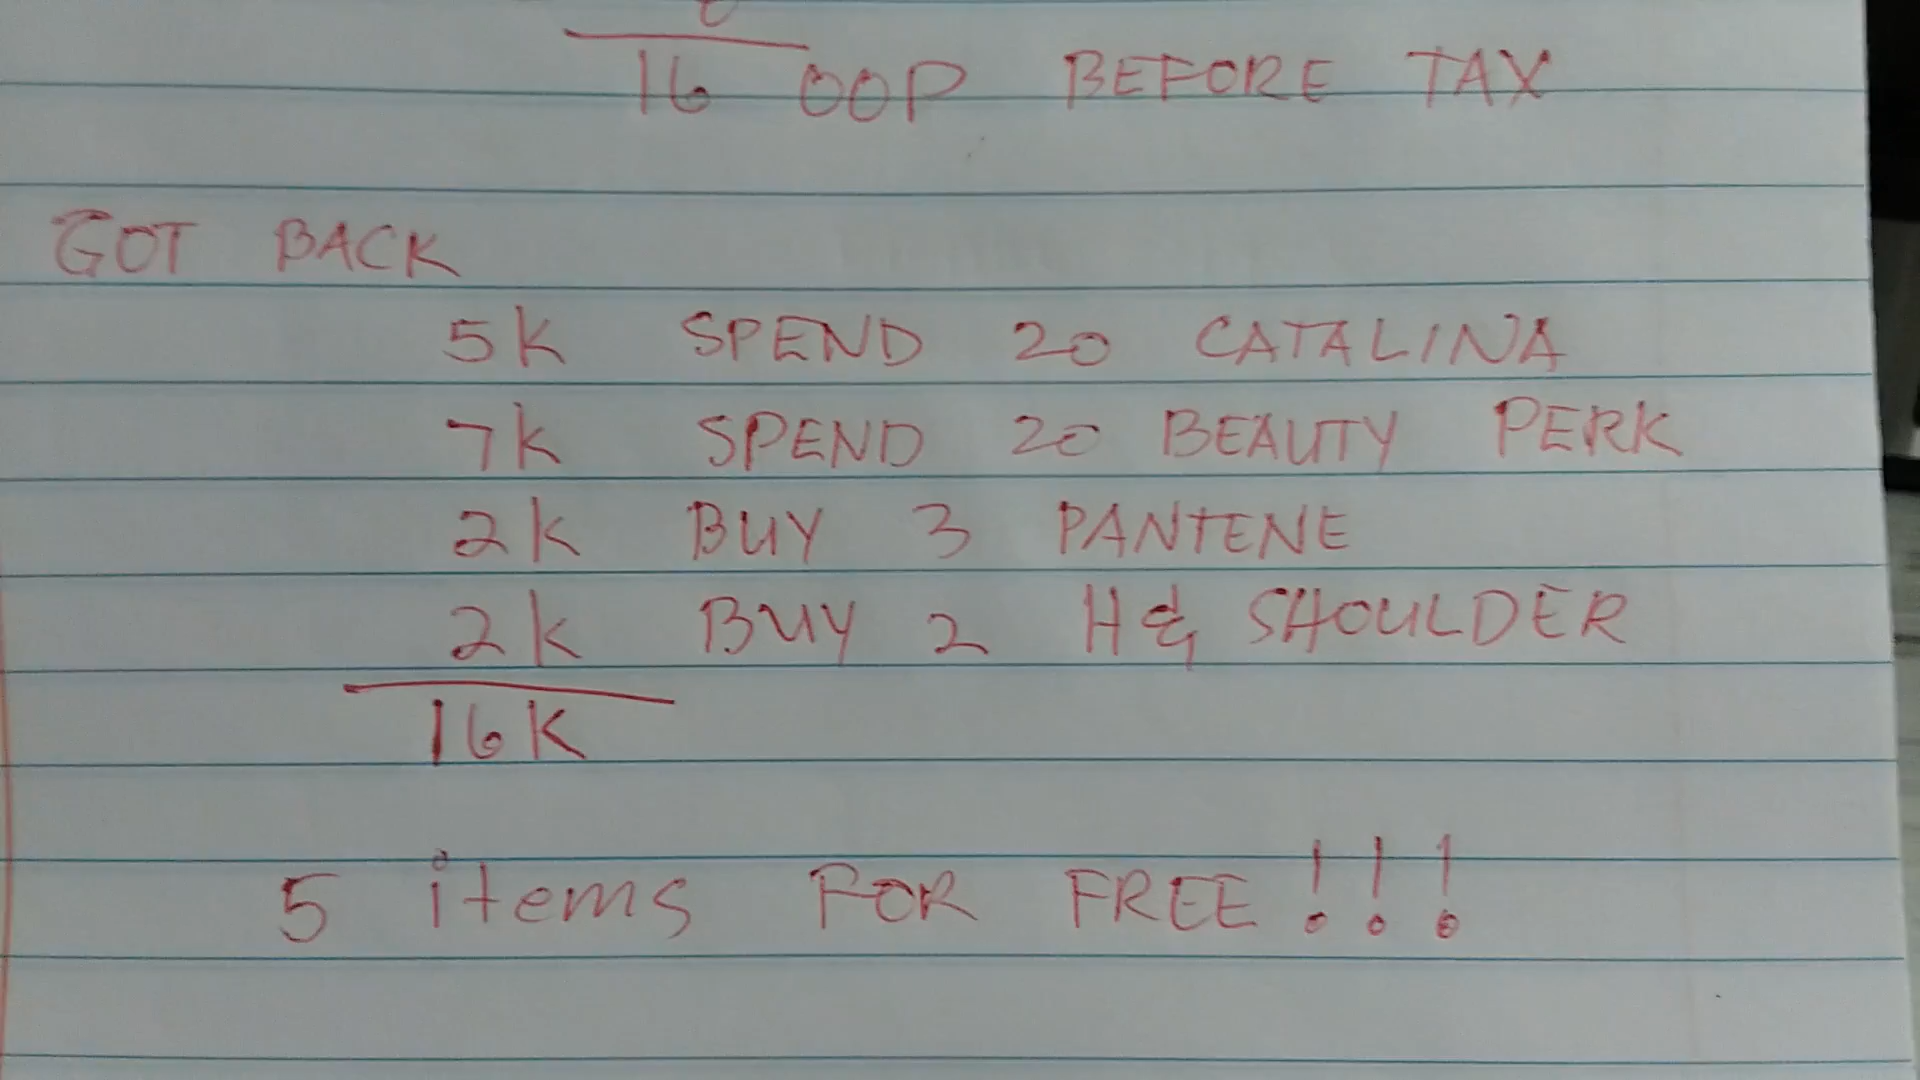 16 OOP BEFORE TAX
GOT BACK
5K SPEND 20 CATALINA
7K SPEND 20 BEAUTY PERK
2K BUY 3 PANTENE
2K BUY 2 H& SHOULDER
16K
5 items FOR FREE!!!